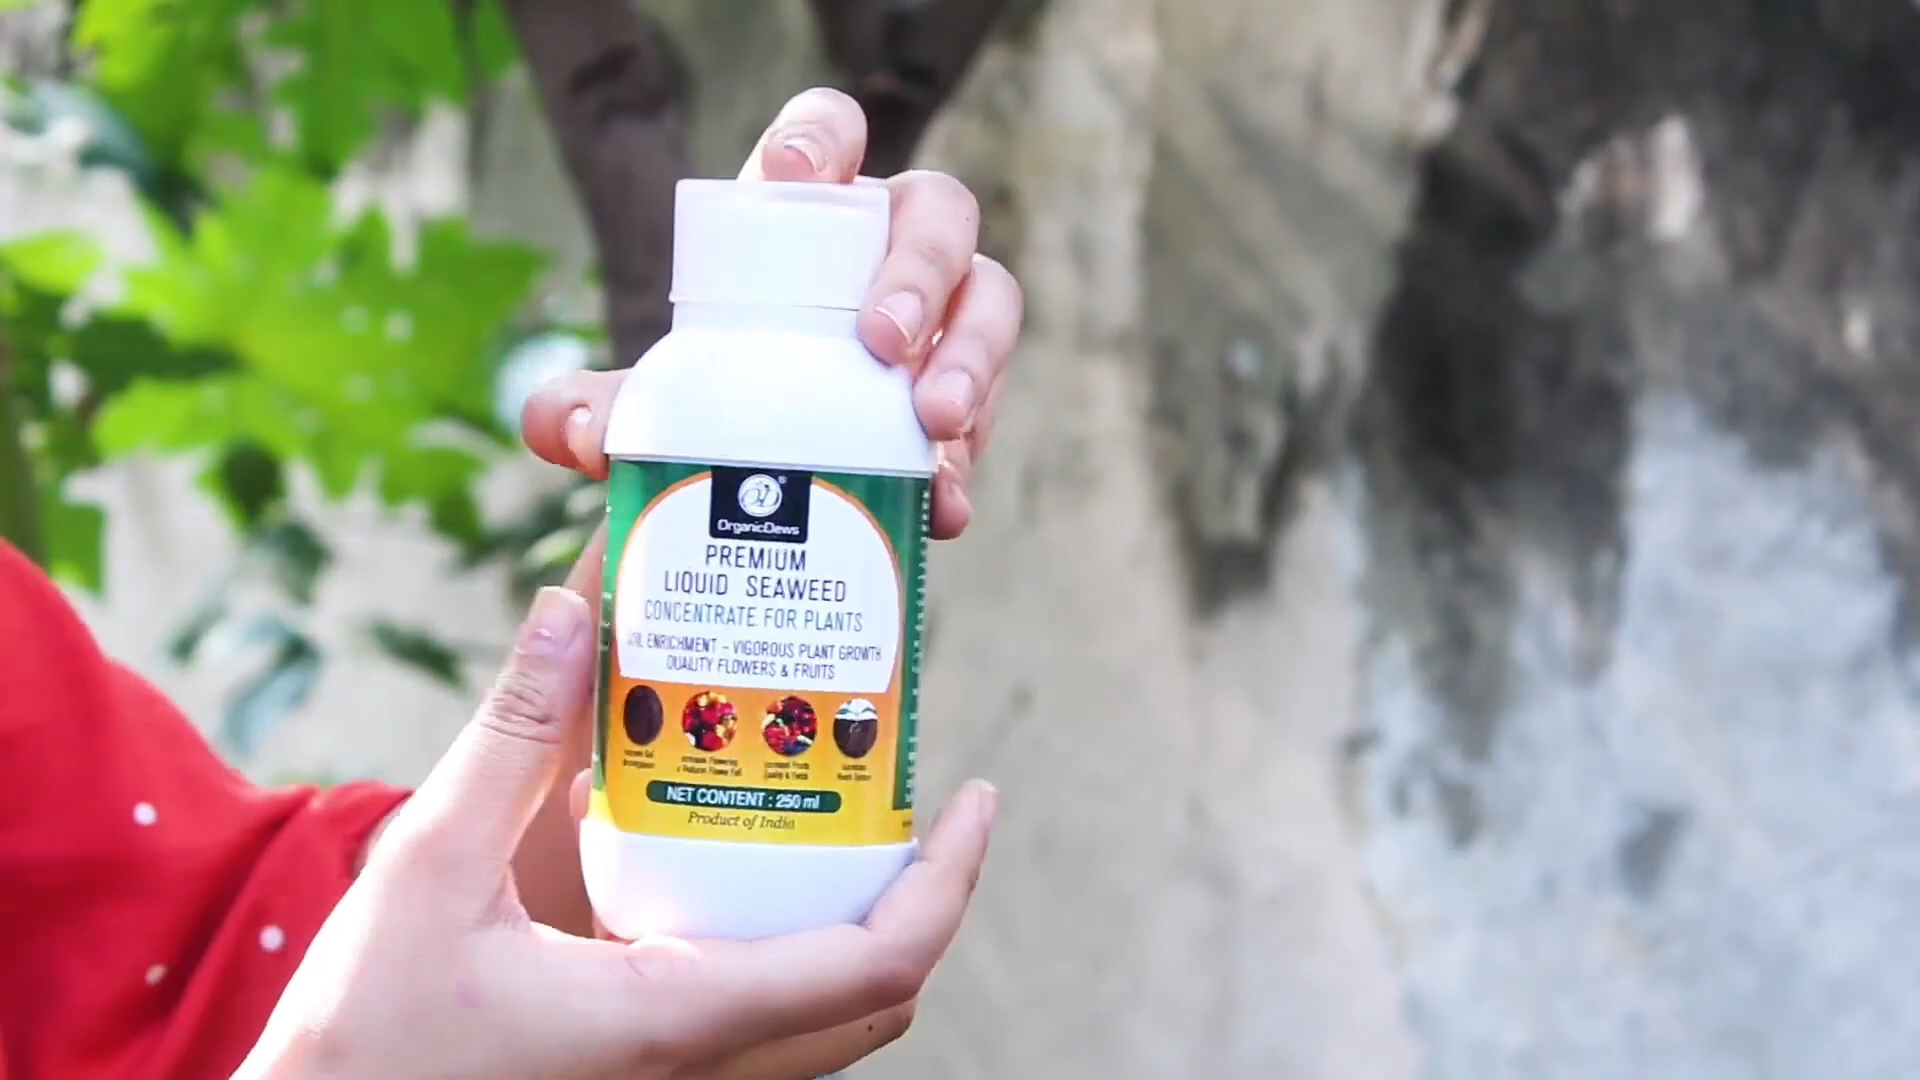 OrganicDews
PREMIUM
LIQUID SEAWEED
CONCENTRATE FOR PLANTS
ENRICHMENT - VIGOROUS PLANT GROWTH
QUALITY FLOWERS & FRUITS
NET CONTENT : 250 ml
Product of India